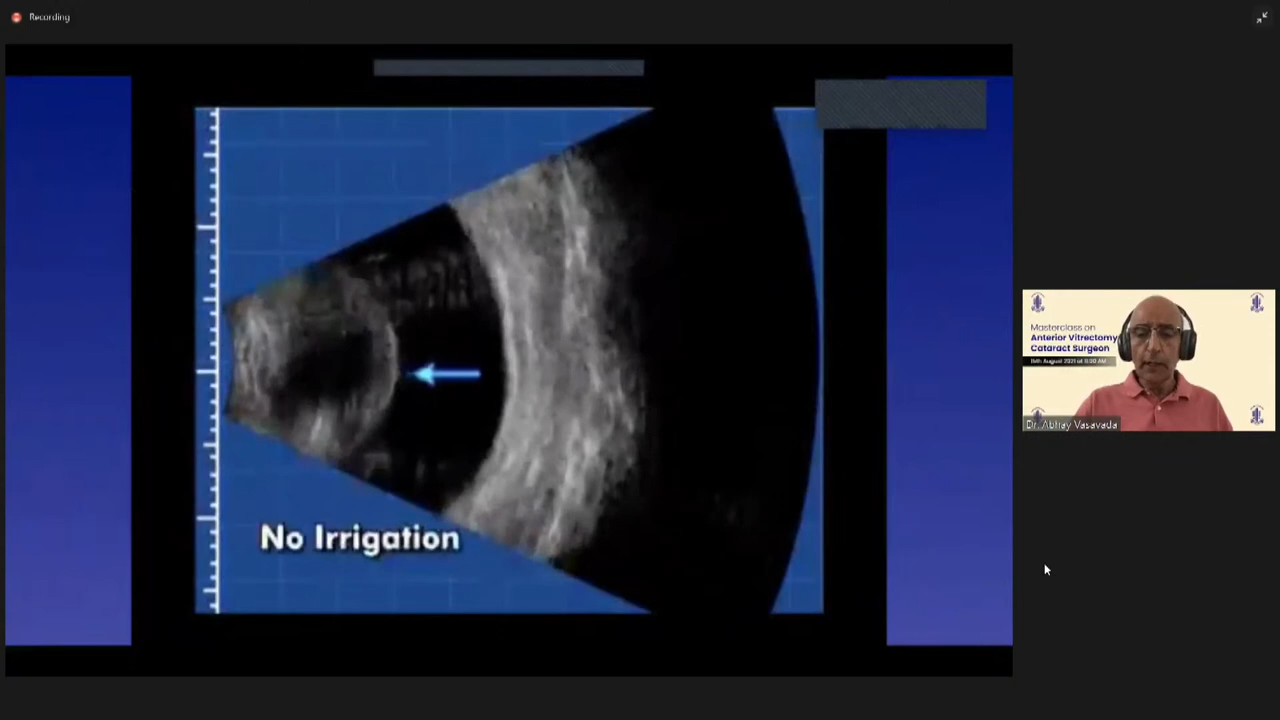 Recording
No Irrigation
Masterclass on
Anterior Vitrectomy
Cataract Surgeon
Dr. Abhay Vasavada